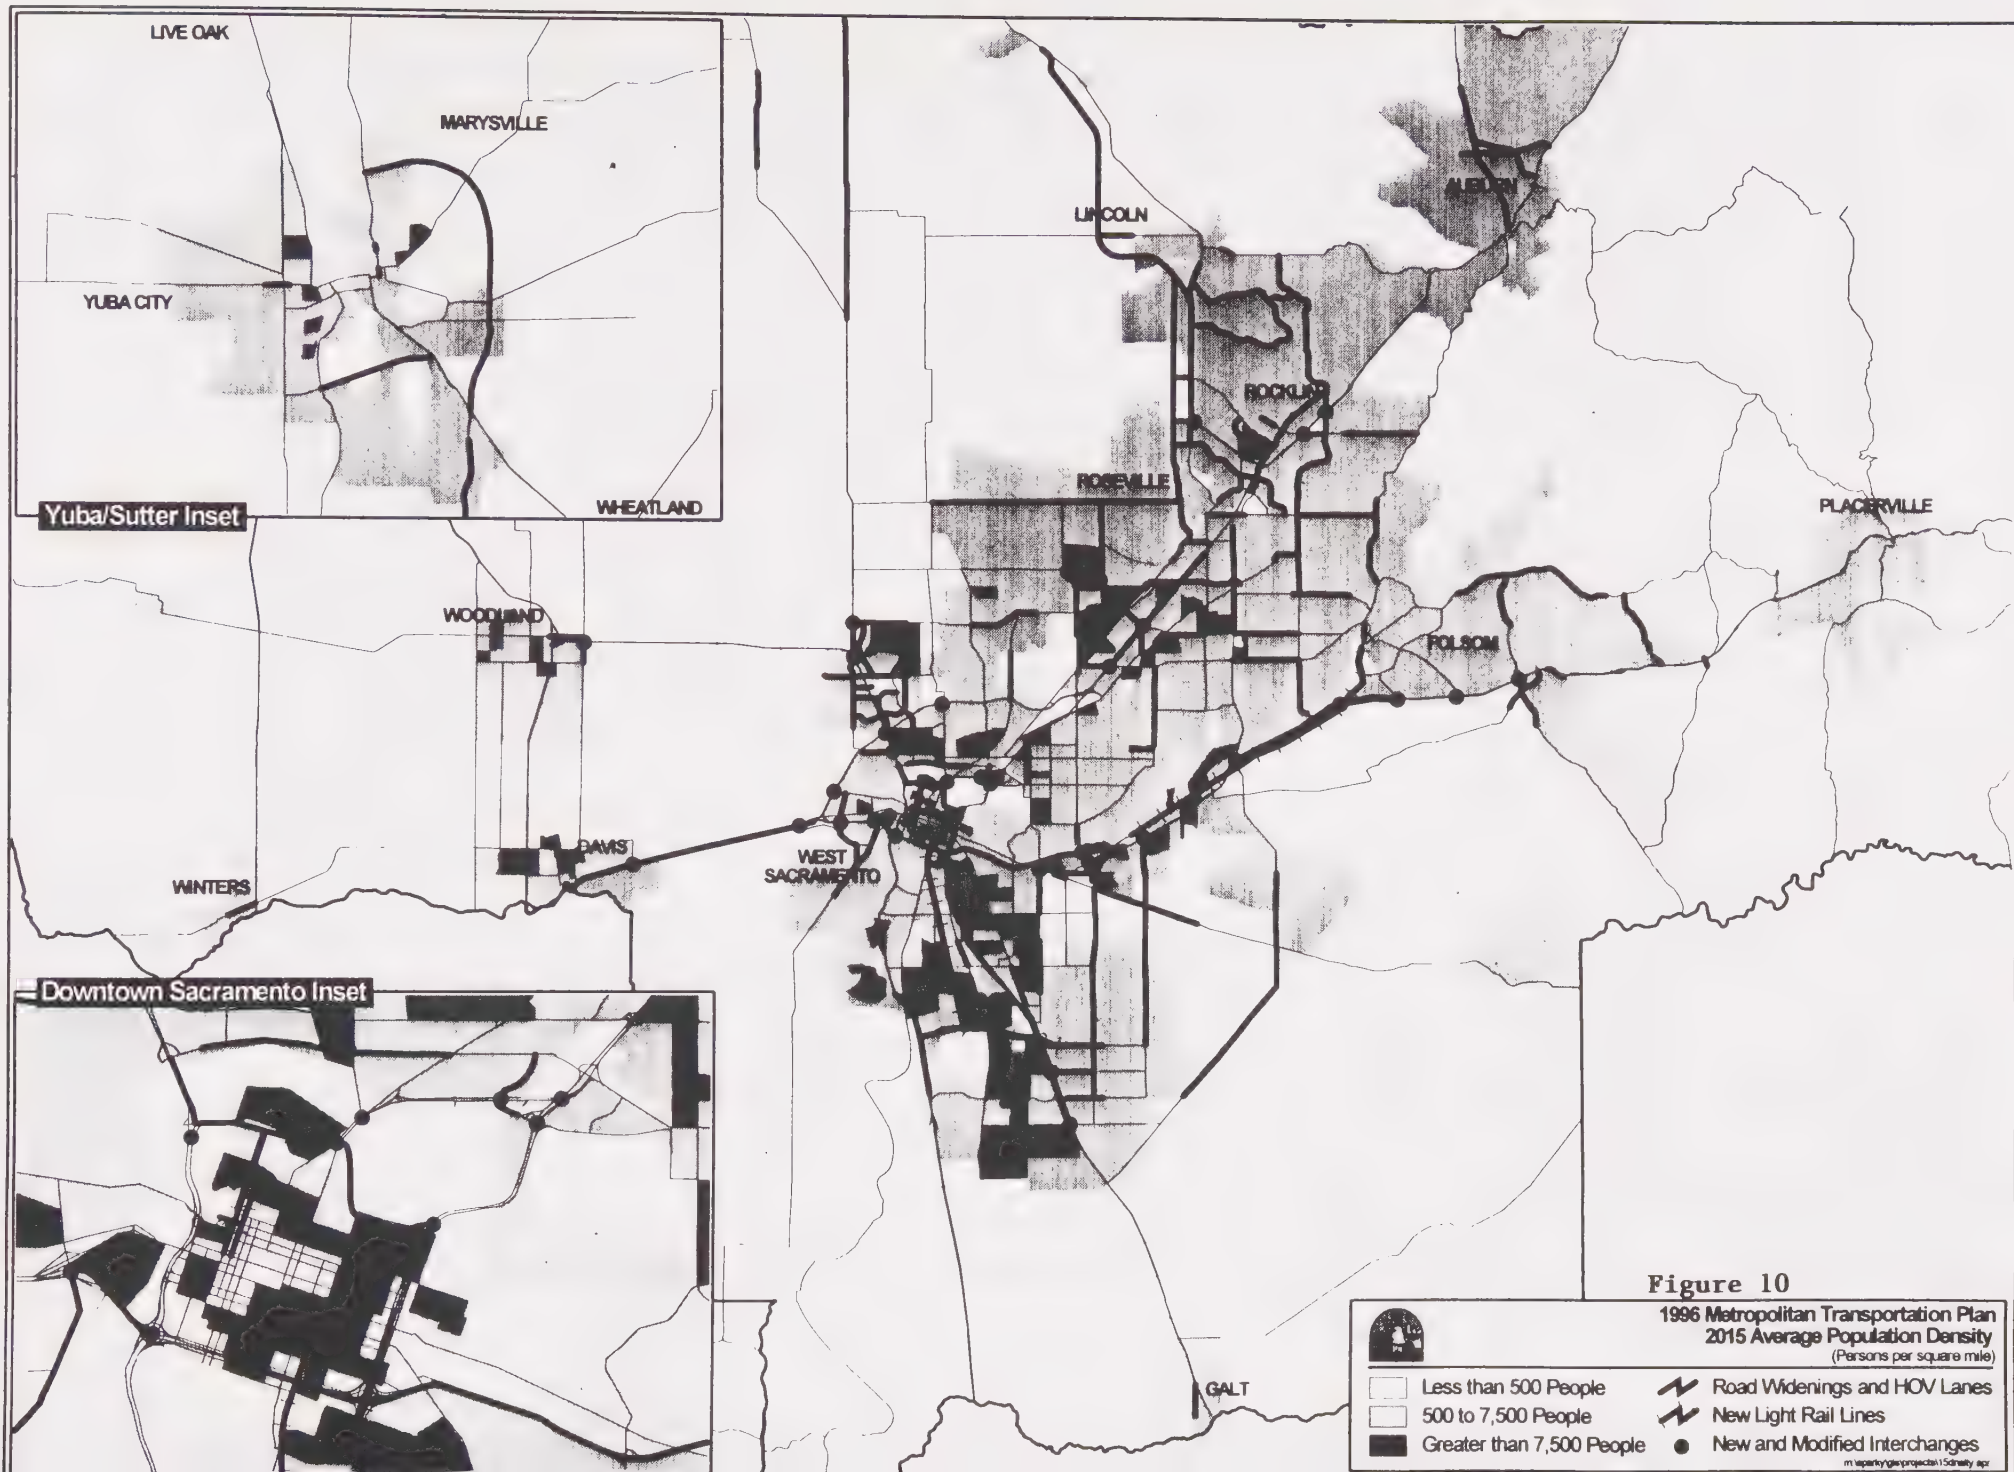 LIVE OAK
MARYSVILLE
YUBA CITY
WHEATLAND
Yuba/Sutter Inset
LINCOLN
AUBURN
ROCKLIN
ROSEVILLE
PLACERVILLE
WOODLAND
FOLSOM
DAVIS
WINTERS
WEST
SACRAMENTO
Downtown Sacramento Inset
GALT
Figure 10
1996 Metropolitan Transportation Plan
2015 Average Population Density
(Persons per square mile)
Less than 500 People
500 to 7,500 People
Greater than 7,500 People
Road Widenings and HOV Lanes
New Light Rail Lines
New and Modified Interchanges